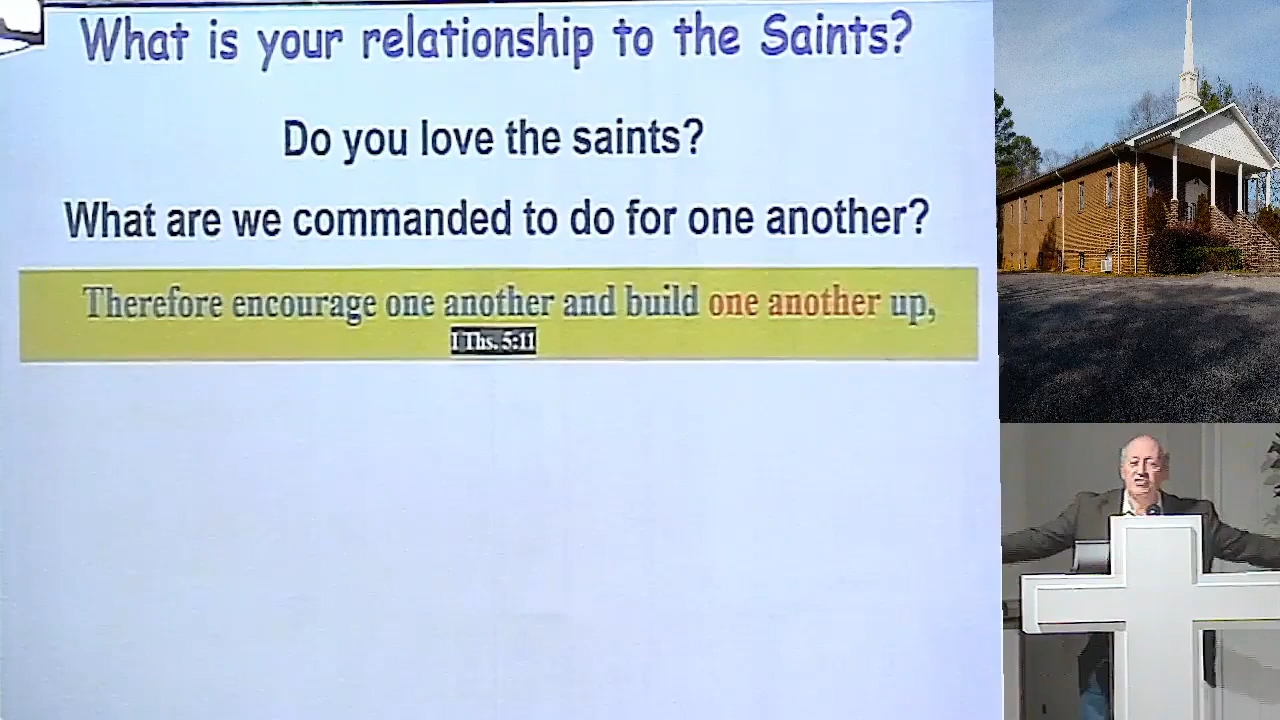 What is your relationship to the Saints?
Do you love the saints?
What are we commanded to do for one another?
Therefore encourage one another and build one another up,
I Ths. 5:11